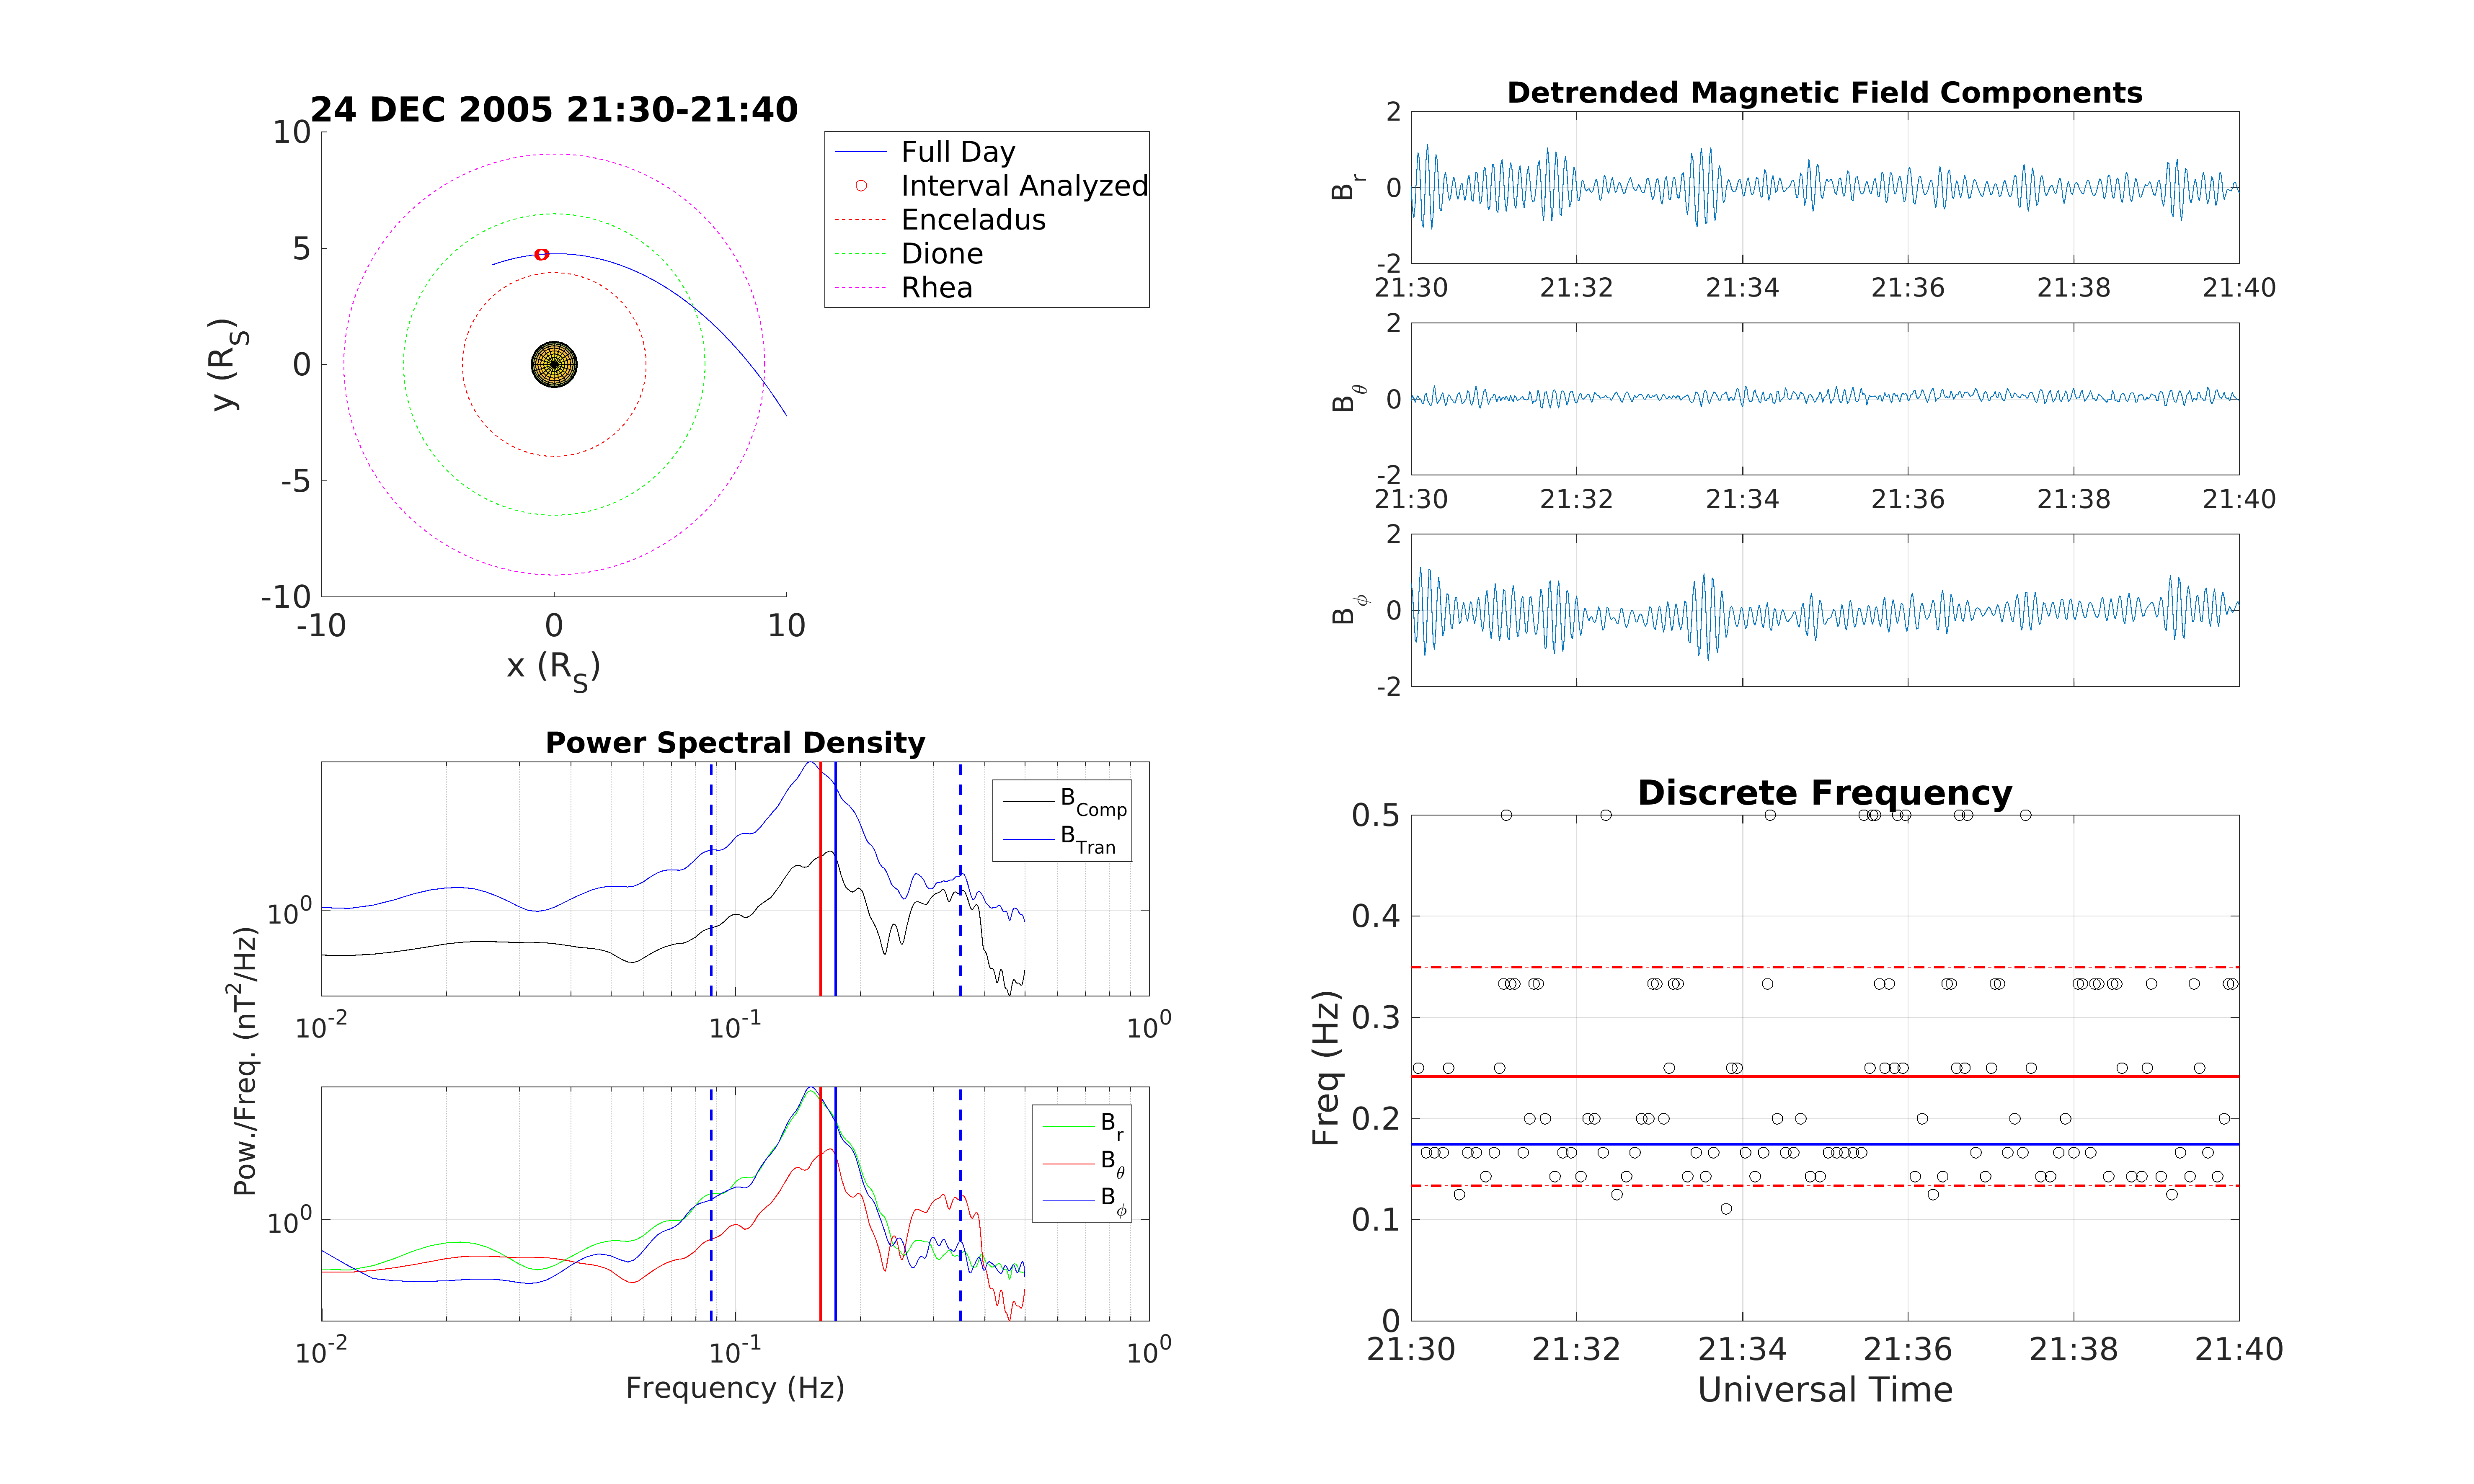 24 DEC 2005 21:30-21:40
10
5
0
-5
-10
y (R_S)
-10 0 10
x (R_S)
Full Day
Interval Analyzed
Enceladus
Dione
Rhea
Detrended Magnetic Field Components
2
0
-2
B_r
21:30 21:32 21:34 21:36 21:38 21:40
2
0
-2
B_θ
21:30 21:32 21:34 21:36 21:38 21:40
2
0
-2
B_ϕ
Power Spectral Density
B_Comp
B_Tran
10^0
10^-2 10^-1 10^0
Pow./Freq. (nT^2/Hz)
B_r
B_θ
B_ϕ
10^0
10^-2 10^-1 10^0
Frequency (Hz)
Discrete Frequency
0.5
0.4
0.3
0.2
0.1
0
Freq (Hz)
21:30 21:32 21:34 21:36 21:38 21:40
Universal Time